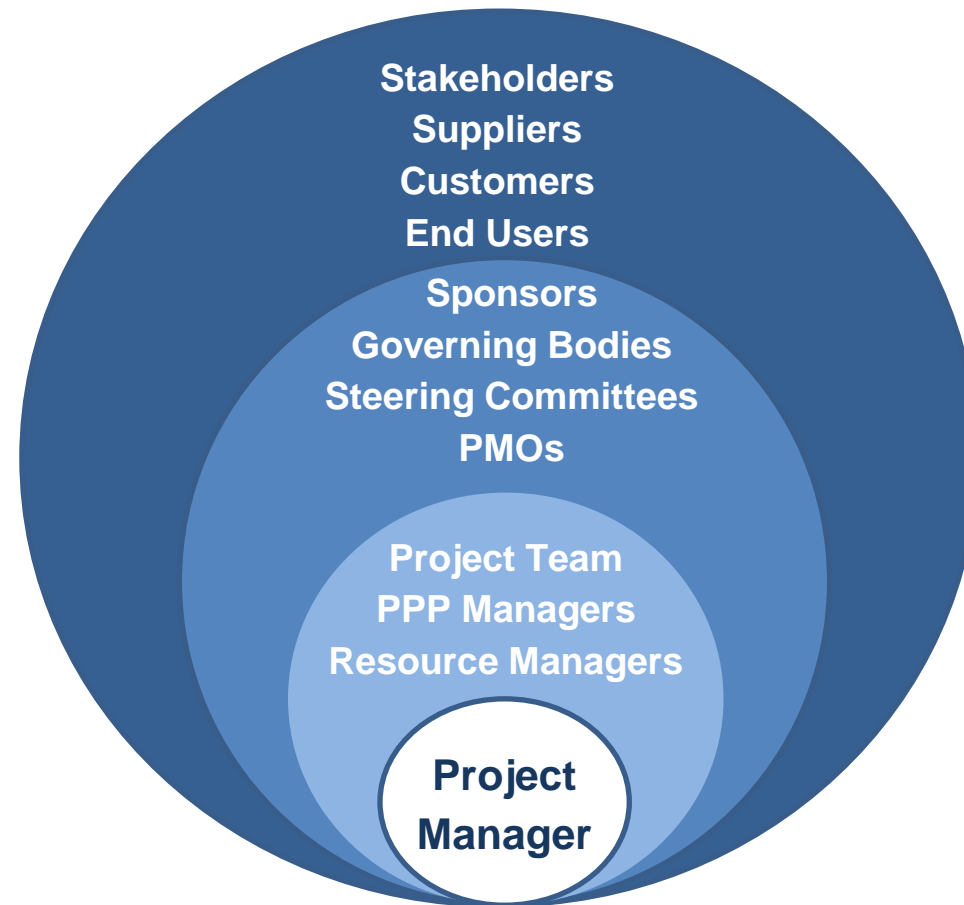 Stakeholders
Suppliers
Customers
End Users
Sponsors
Governing Bodies
Steering Committees
PMOs
Project Team
PPP Managers
Resource Managers
Project
Manager